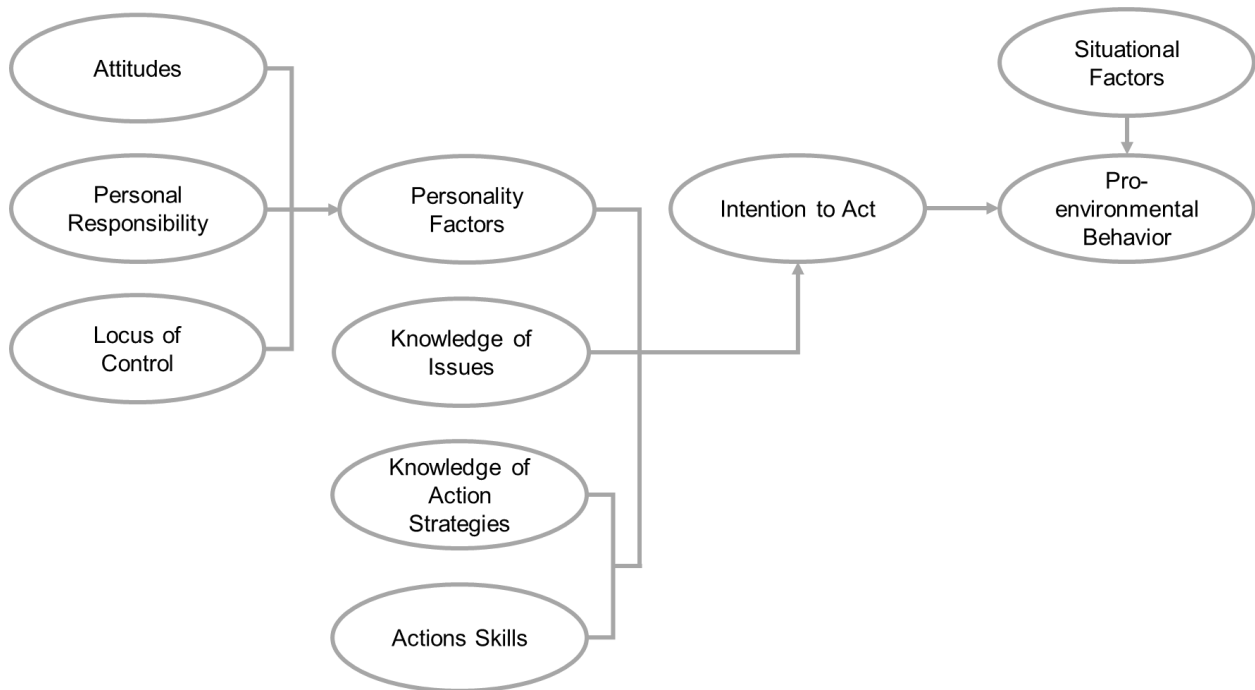 Attitudes
Personal
Responsibility
Locus of
Control
Personality
Factors
Knowledge of
Issues
Knowledge of
Action
Strategies
Actions Skills
Intention to Act
Situational
Factors
Pro-
environmental
Behavior